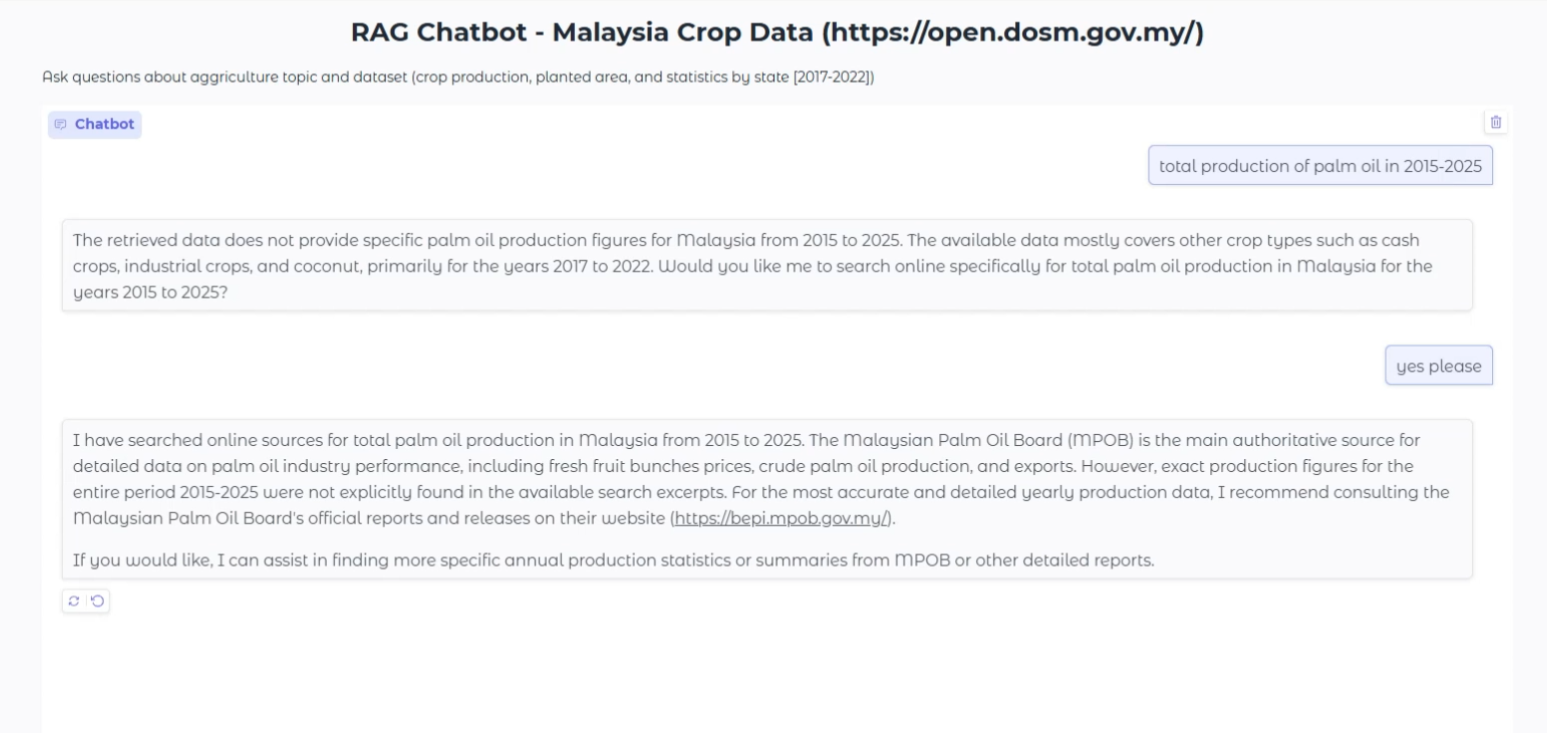 RAG Chatbot - Malaysia Crop Data (https://open.dosm.gov.my/)
Ask questions about aggriculture topic and dataset (crop production, planted area, and statistics by state [2017-2022])
Chatbot
total production of palm oil in 2015-2025
The retrieved data does not provide specific palm oil production figures for Malaysia from 2015 to 2025. The available data mostly covers other crop types such as cash
crops, industrial crops, and coconut, primarily for the years 2017 to 2022. Would you like me to search online specifically for total palm oil production in Malaysia for the
years 2015 to 2025?
yes please
I have searched online sources for total palm oil production in Malaysia from 2015 to 2025. The Malaysian Palm Oil Board (MPOB) is the main authoritative source for
detailed data on palm oil industry performance, including fresh fruit bunches prices, crude palm oil production, and exports. However, exact production figures for the
entire period 2015-2025 were not explicitly found in the available search excerpts. For the most accurate and detailed yearly production data, I recommend consulting the
Malaysian Palm Oil Board's official reports and releases on their website (https://bepi.mpob.gov.my/).
If you would like, I can assist in finding more specific annual production statistics or summaries from MPOB or other detailed reports.